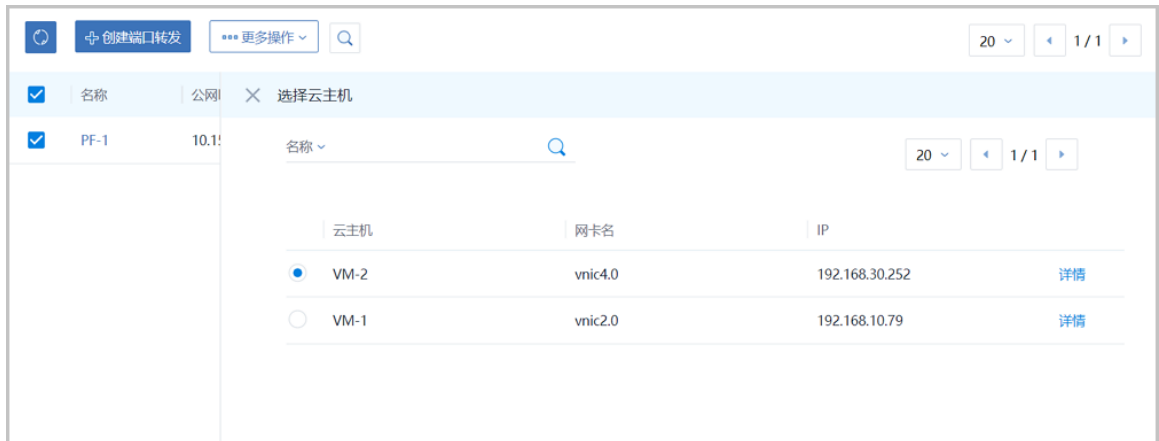 创建端口转发 更多操作 20 1 / 1
名称 公网 选择云主机
PF-1 10.15 名称 20 1 / 1
云主机 网卡名 IP
VM-2 vnic4.0 192.168.30.252 详情
VM-1 vnic2.0 192.168.10.79 详情